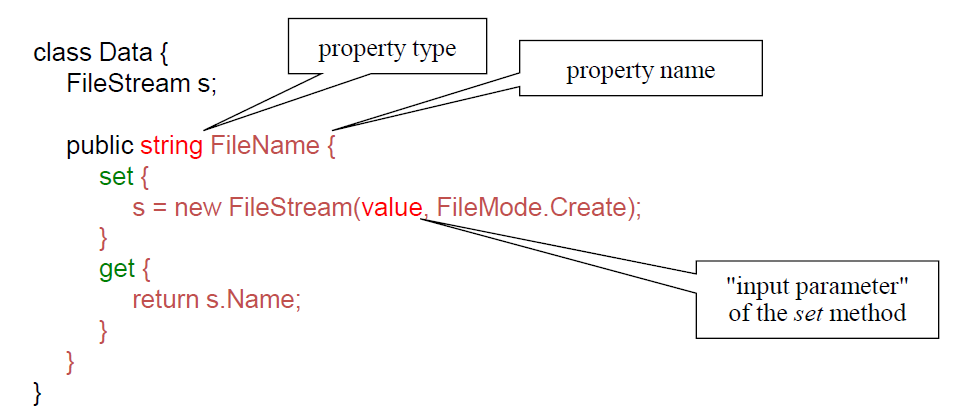 property type
class Data {
FileStream s;
property name
public string FileName {
set {
s = new FileStream(value, FileMode.Create);
}
get {
"input parameter"
return s.Name;
of the set method
}
}
}